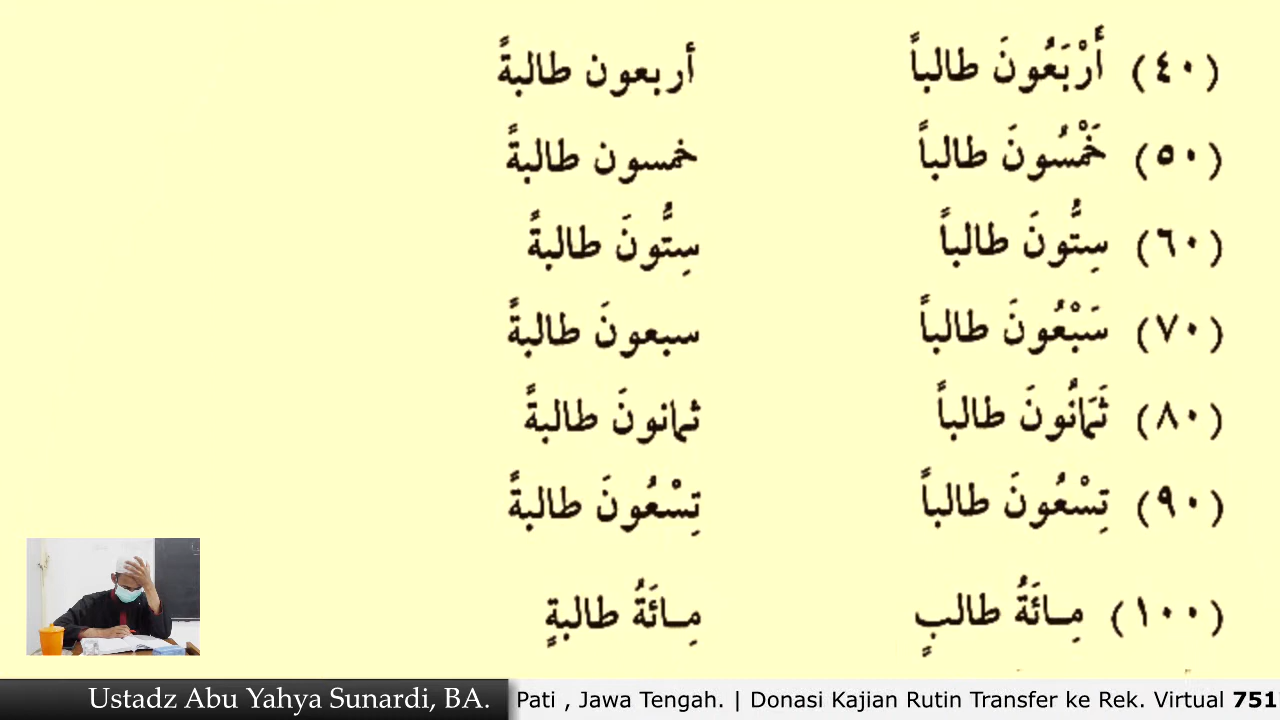 (٤٠) أَرْبَعُونَ طالباً أربعون طالبةً
(٥٠) خَمْسُونَ طالباً خمسون طالبةً
(٦٠) سِتُّونَ طالباً سِتُّونَ طالبةً
(٧٠) سَبْعُونَ طالباً سبعونَ طالبةً
(٨٠) ثَمَانُونَ طالباً ثمانونَ طالبةً
(٩٠) تِسْعُونَ طالباً تِسْعُونَ طالبةً
(١٠٠) مِـائَةُ طالبٍ مِـائَةُ طالبةٍ
Ustadz Abu Yahya Sunardi, BA. Pati , Jawa Tengah. | Donasi Kajian Rutin Transfer ke Rek. Virtual 751